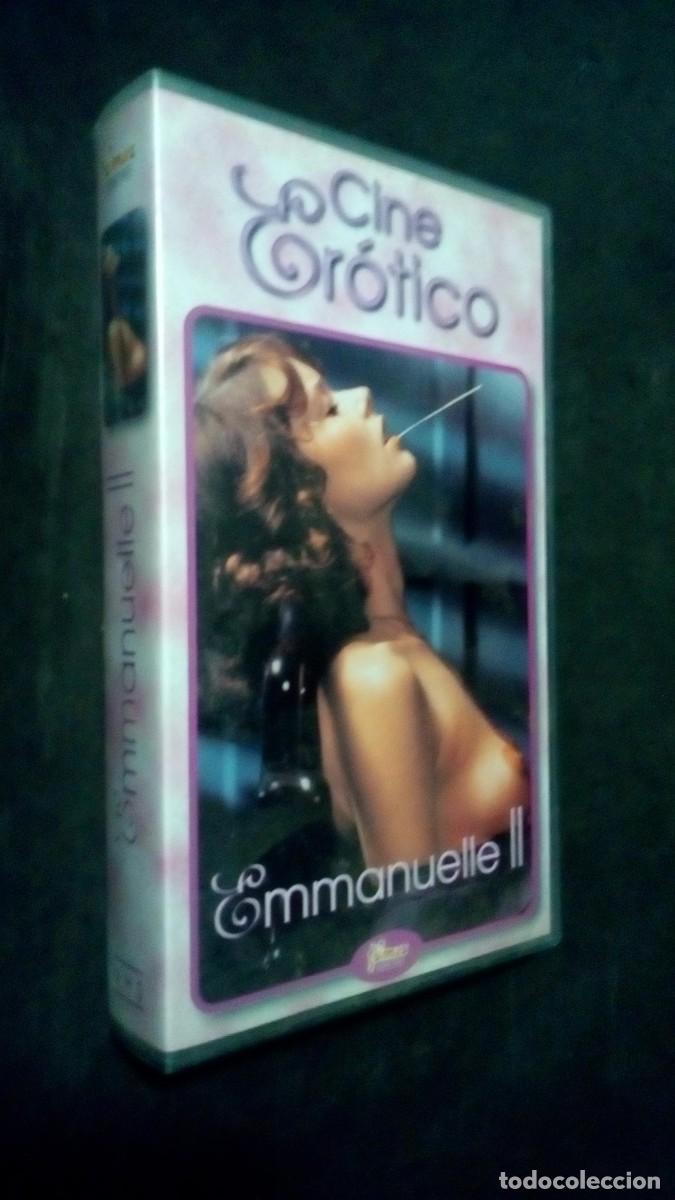 Cine
Erótico
Emmanuelle II
Emmanuelle II
todocoleccion